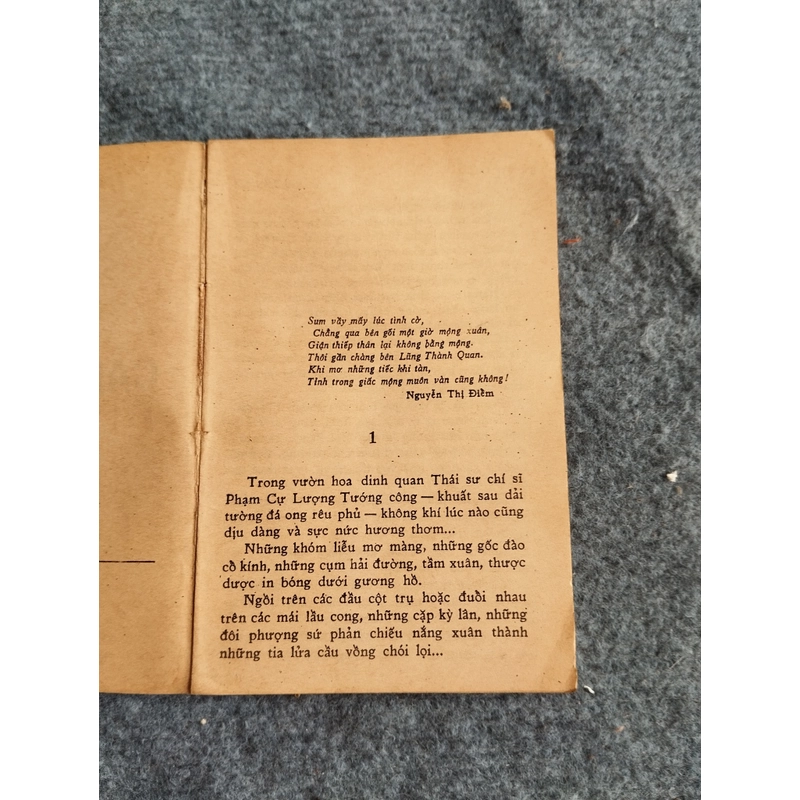 Sum vầy mấy lúc tình cờ,
Chẳng qua bên gối một giờ mộng xuân,
Giận thiếp thân lại không bằng mộng.
Thôi gần chàng bên Lũng Thành Quan.
Khi mơ những tiếc khi tàn,
Tình trong giấc mộng muôn vàn cũng không!
Nguyễn Thị Điểm
1
Trong vườn hoa dinh quan Thái sư chí sĩ
Phạm Cự Lượng Tướng công — khuất sau dải
tường đá ong rêu phủ — không khí lúc nào cũng
dịu dàng và sực nức hương thơm...
Những khóm liễu mơ màng, những gốc đào
cổ kính, những cụm hải đường, tầm xuân, thược
dược in bóng dưới gương hồ.
Ngồi trên các đầu cột trụ hoặc đuổi nhau
trên các mái lầu cong, những cặp kỳ lân, những
đôi phượng sứ phản chiếu nắng xuân thành
những tia lửa cầu vồng chói lọi...